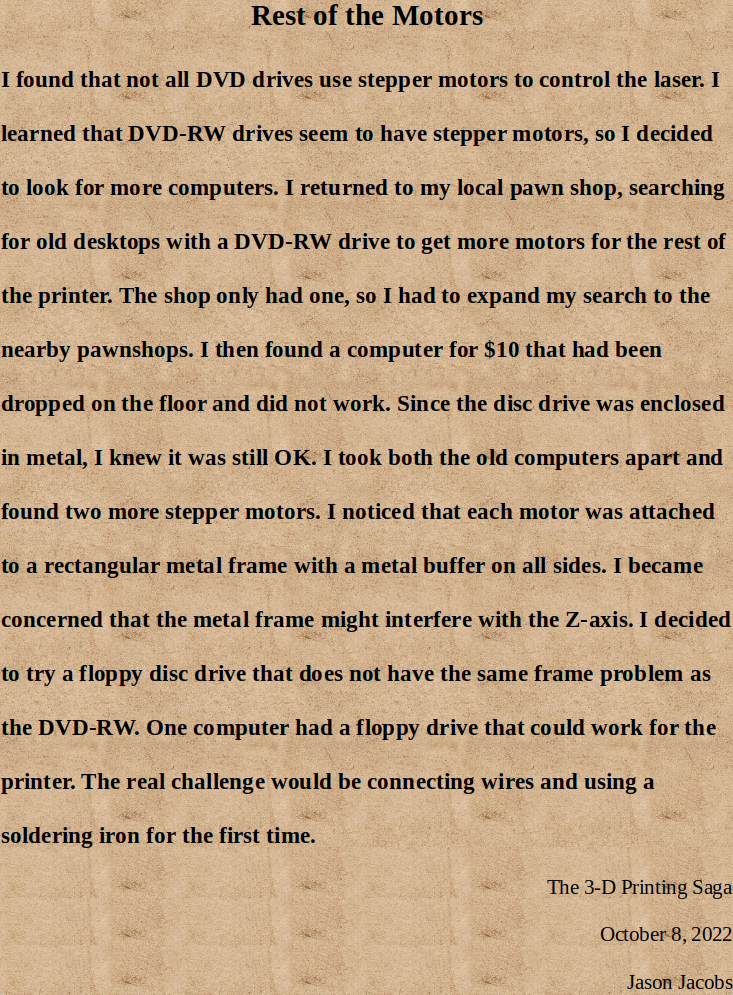 Rest of the Motors
I found that not all DVD drives use stepper motors to control the laser. I
learned that DVD-RW drives seem to have stepper motors, so I decided
to look for more computers. I returned to my local pawn shop, searching
for old desktops with a DVD-RW drive to get more motors for the rest of
the printer. The shop only had one, so I had to expand my search to the
nearby pawnshops. I then found a computer for $10 that had been
dropped on the floor and did not work. Since the disc drive was enclosed
in metal, I knew it was still OK. I took both the old computers apart and
found two more stepper motors. I noticed that each motor was attached
to a rectangular metal frame with a metal buffer on all sides. I became
concerned that the metal frame might interfere with the Z-axis. I decided
to try a floppy disc drive that does not have the same frame problem as
the DVD-RW. One computer had a floppy drive that could work for the
printer. The real challenge would be connecting wires and using a
soldering iron for the first time.
The 3-D Printing Saga
October 8, 2022
Jason Jacobs